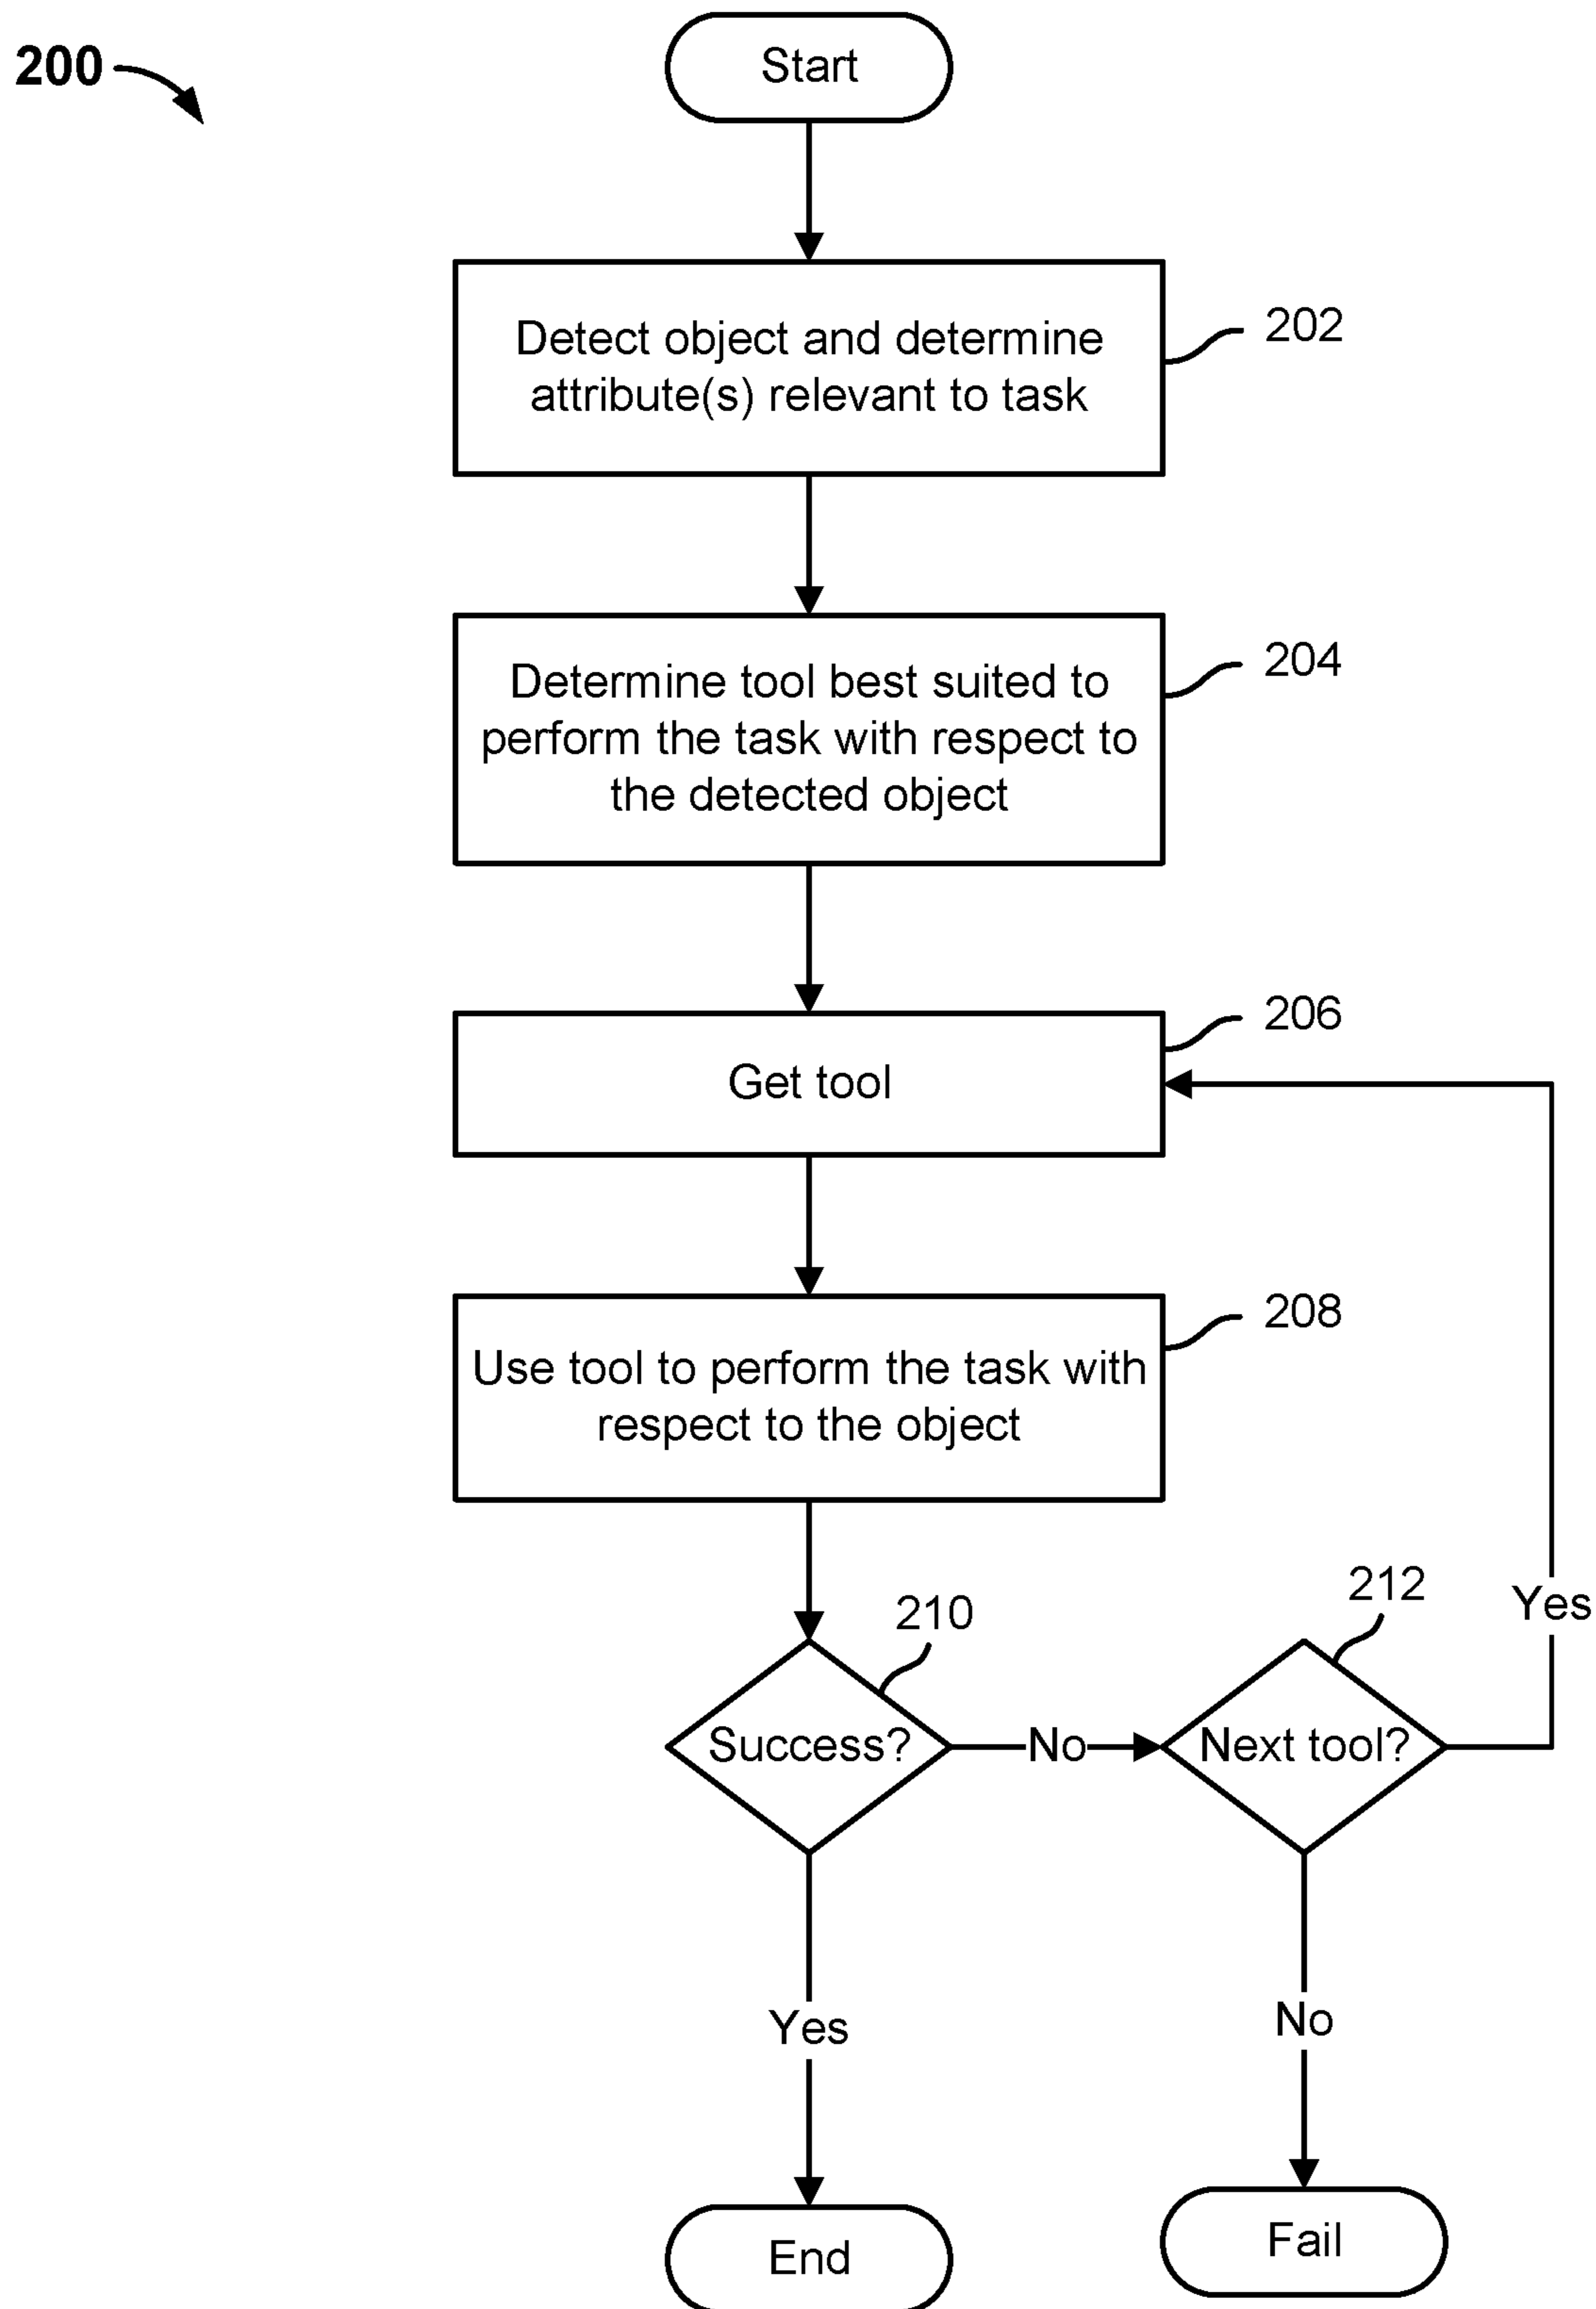 200
Start
Detect object and determine
attribute(s) relevant to task
202
Determine tool best suited to
perform the task with respect to
the detected object
204
Get tool
206
Use tool to perform the task with
respect to the object
208
Success?
210
No
Next tool?
212
Yes
Yes
No
End
Fail